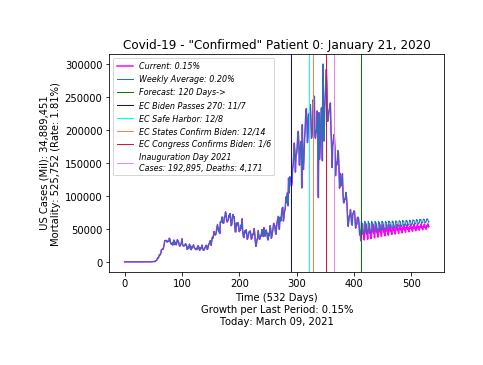 Covid-19 - "Confirmed" Patient 0: January 21, 2020
US Cases (Mil): 34,889,451
Mortality: 525,752 (Rate: 1.81%)
300000
250000
200000
150000
100000
50000
0
Current: 0.15%
Weekly Average: 0.20%
Forecast: 120 Days->
EC Biden Passes 270: 11/7
EC Safe Harbor: 12/8
EC States Confirm Biden: 12/14
EC Congress Confirms Biden: 1/6
Inauguration Day 2021
Cases: 192,895, Deaths: 4,171
0 100 200 300 400 500
Time (532 Days)
Growth per Last Period: 0.15%
Today: March 09, 2021